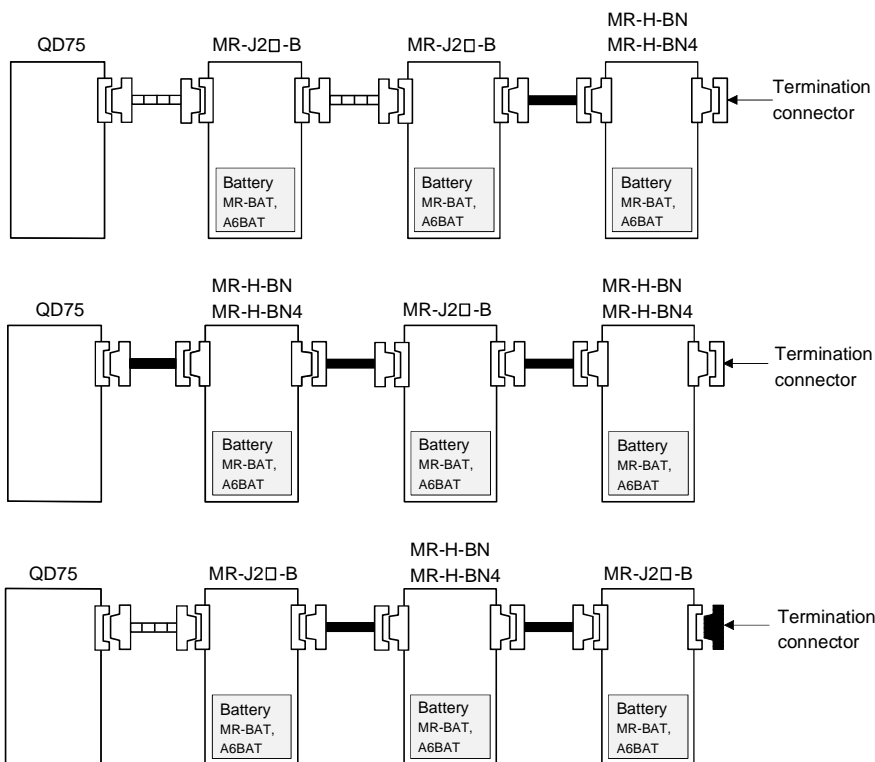 MR-H-BN
QD75 MR-J2□-B MR-J2□-B MR-H-BN4
Termination
connector
Battery Battery Battery
MR-BAT, MR-BAT, MR-BAT,
A6BAT A6BAT A6BAT
MR-H-BN MR-H-BN
QD75 MR-H-BN4 MR-J2□-B MR-H-BN4
Termination
connector
Battery Battery Battery
MR-BAT, MR-BAT, MR-BAT,
A6BAT A6BAT A6BAT
MR-H-BN
QD75 MR-J2□-B MR-H-BN4 MR-J2□-B
Termination
connector
Battery Battery Battery
MR-BAT, MR-BAT, MR-BAT,
A6BAT A6BAT A6BAT